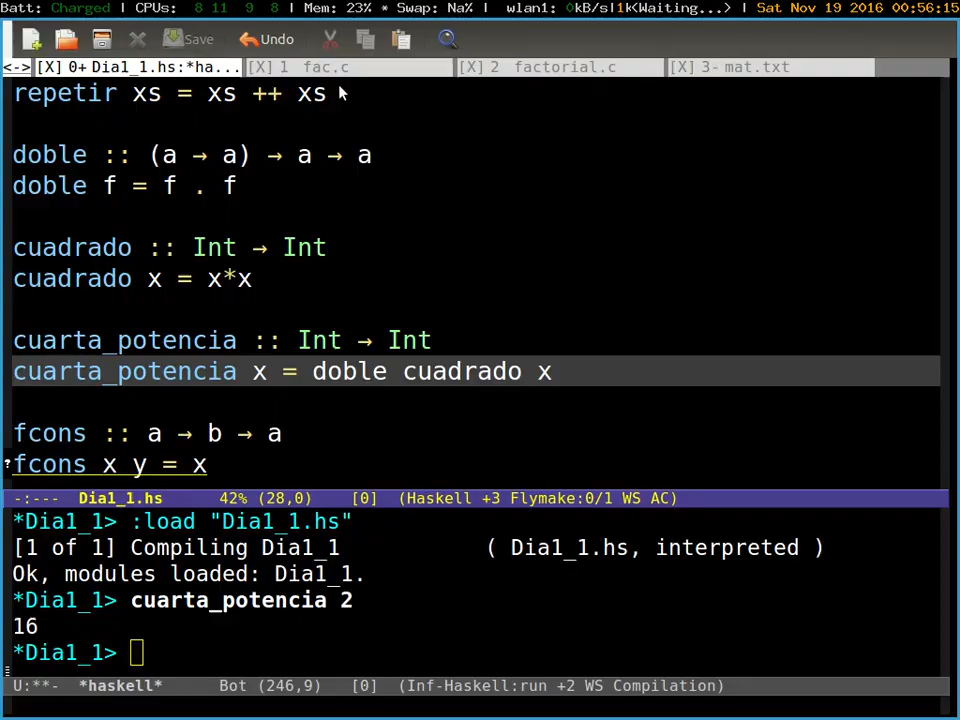 Batt: Charged | CPUs: 8 11 9 8 | Mem: 23% * Swap: Na% | wlan1: 0kB/s|1k<Waiting...> | Sat Nov 19 2016 00:56:15
Save Undo
<-> [X] 0+ Dia1_1.hs:*ha... [X] 1 fac.c [X] 2 factorial.c [X] 3- mat.txt
repetir xs = xs ++ xs
doble :: (a → a) → a → a
doble f = f . f
cuadrado :: Int → Int
cuadrado x = x*x
cuarta_potencia :: Int → Int
cuarta_potencia x = doble cuadrado x
fcons :: a → b → a
?fcons x y = x
-:--- Dia1_1.hs 42% (28,0) [0] (Haskell +3 Flymake:0/1 WS AC)
*Dia1_1> :load "Dia1_1.hs"
[1 of 1] Compiling Dia1_1 ( Dia1_1.hs, interpreted )
Ok, modules loaded: Dia1_1.
*Dia1_1> cuarta_potencia 2
16
*Dia1_1>
U:**- *haskell* Bot (246,9) [0] (Inf-Haskell:run +2 WS Compilation)